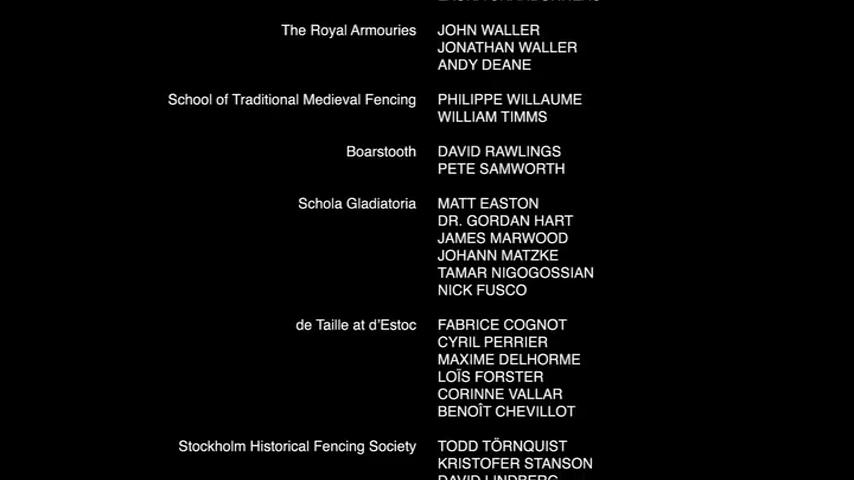 The Royal Armouries JOHN WALLER
JONATHAN WALLER
ANDY DEANE
School of Traditional Medieval Fencing PHILIPPE WILLAUME
WILLIAM TIMMS
Boarstooth DAVID RAWLINGS
PETE SAMWORTH
Schola Gladiatoria MATT EASTON
DR. GORDAN HART
JAMES MARWOOD
JOHANN MATZKE
TAMAR NIGOGOSSIAN
NICK FUSCO
de Taille at d'Estoc FABRICE COGNOT
CYRIL PERRIER
MAXIME DELHORME
LOÏS FORSTER
CORINNE VALLAR
BENOÎT CHEVILLOT
Stockholm Historical Fencing Society TODD TÖRNQUIST
KRISTOFER STANSON
DAVID LINDBERG